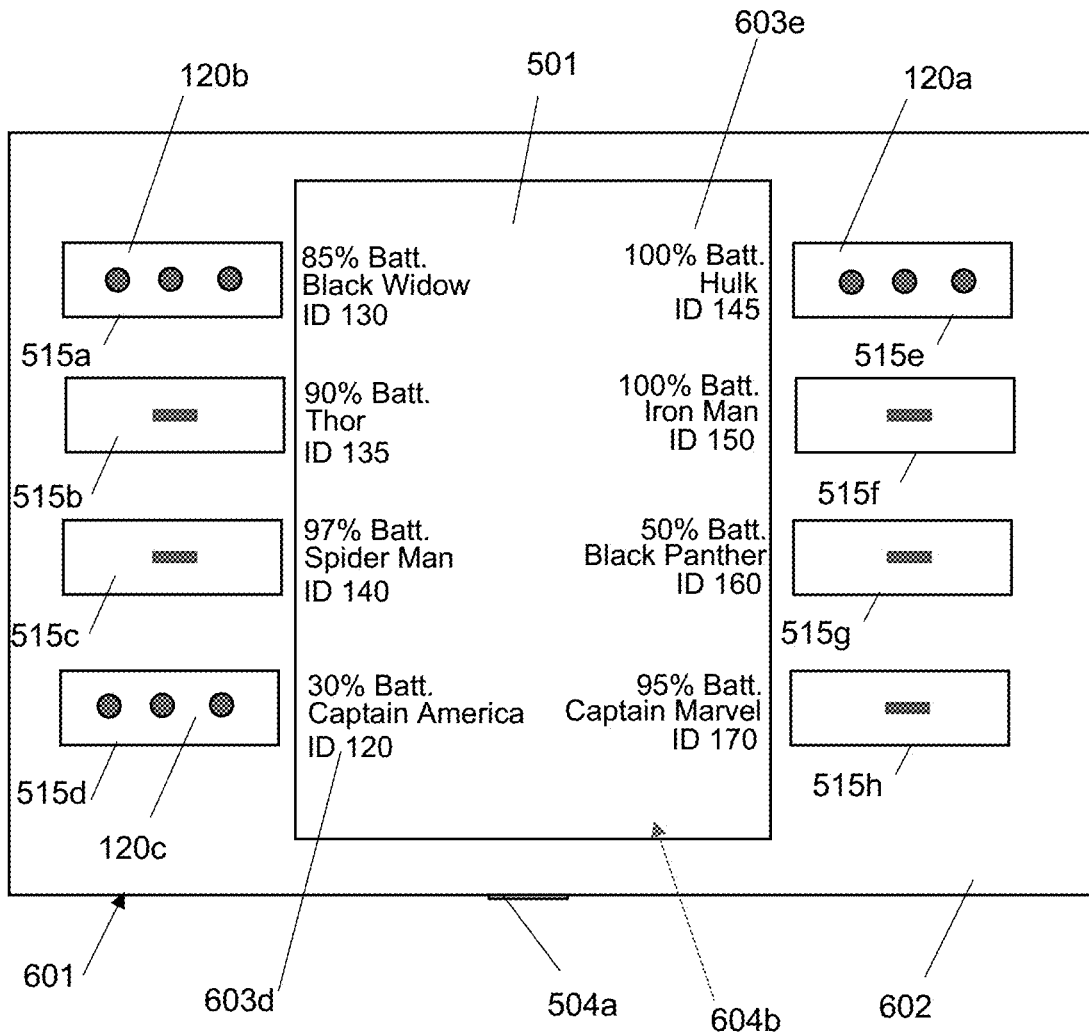 603e
501
120b
120a
85% Batt.
Black Widow
ID 130
100% Batt.
Hulk
ID 145
515a
515e
90% Batt.
Thor
ID 135
100% Batt.
Iron Man
ID 150
515b
515f
97% Batt.
Spider Man
ID 140
50% Batt.
Black Panther
ID 160
515c
515g
30% Batt.
Captain America
ID 120
95% Batt.
Captain Marvel
ID 170
515d
515h
120c
601
603d
504a
604b
602